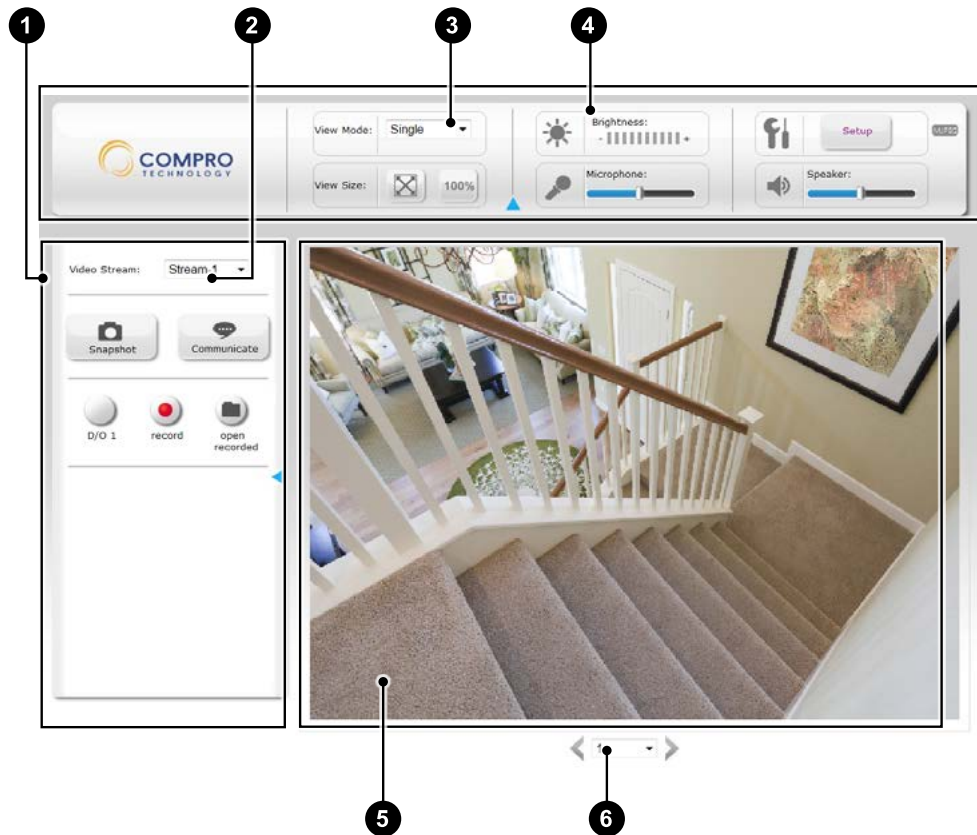 1
2
3
4
COMPRO
TECHNOLOGY
View Mode:
Single
View Size:
100%
Brightness:
- +
Microphone:
Setup
Speaker:
Video Stream:
Stream-1
Snapshot
Communicate
D/O 1
record
open
recorded
1
5
6